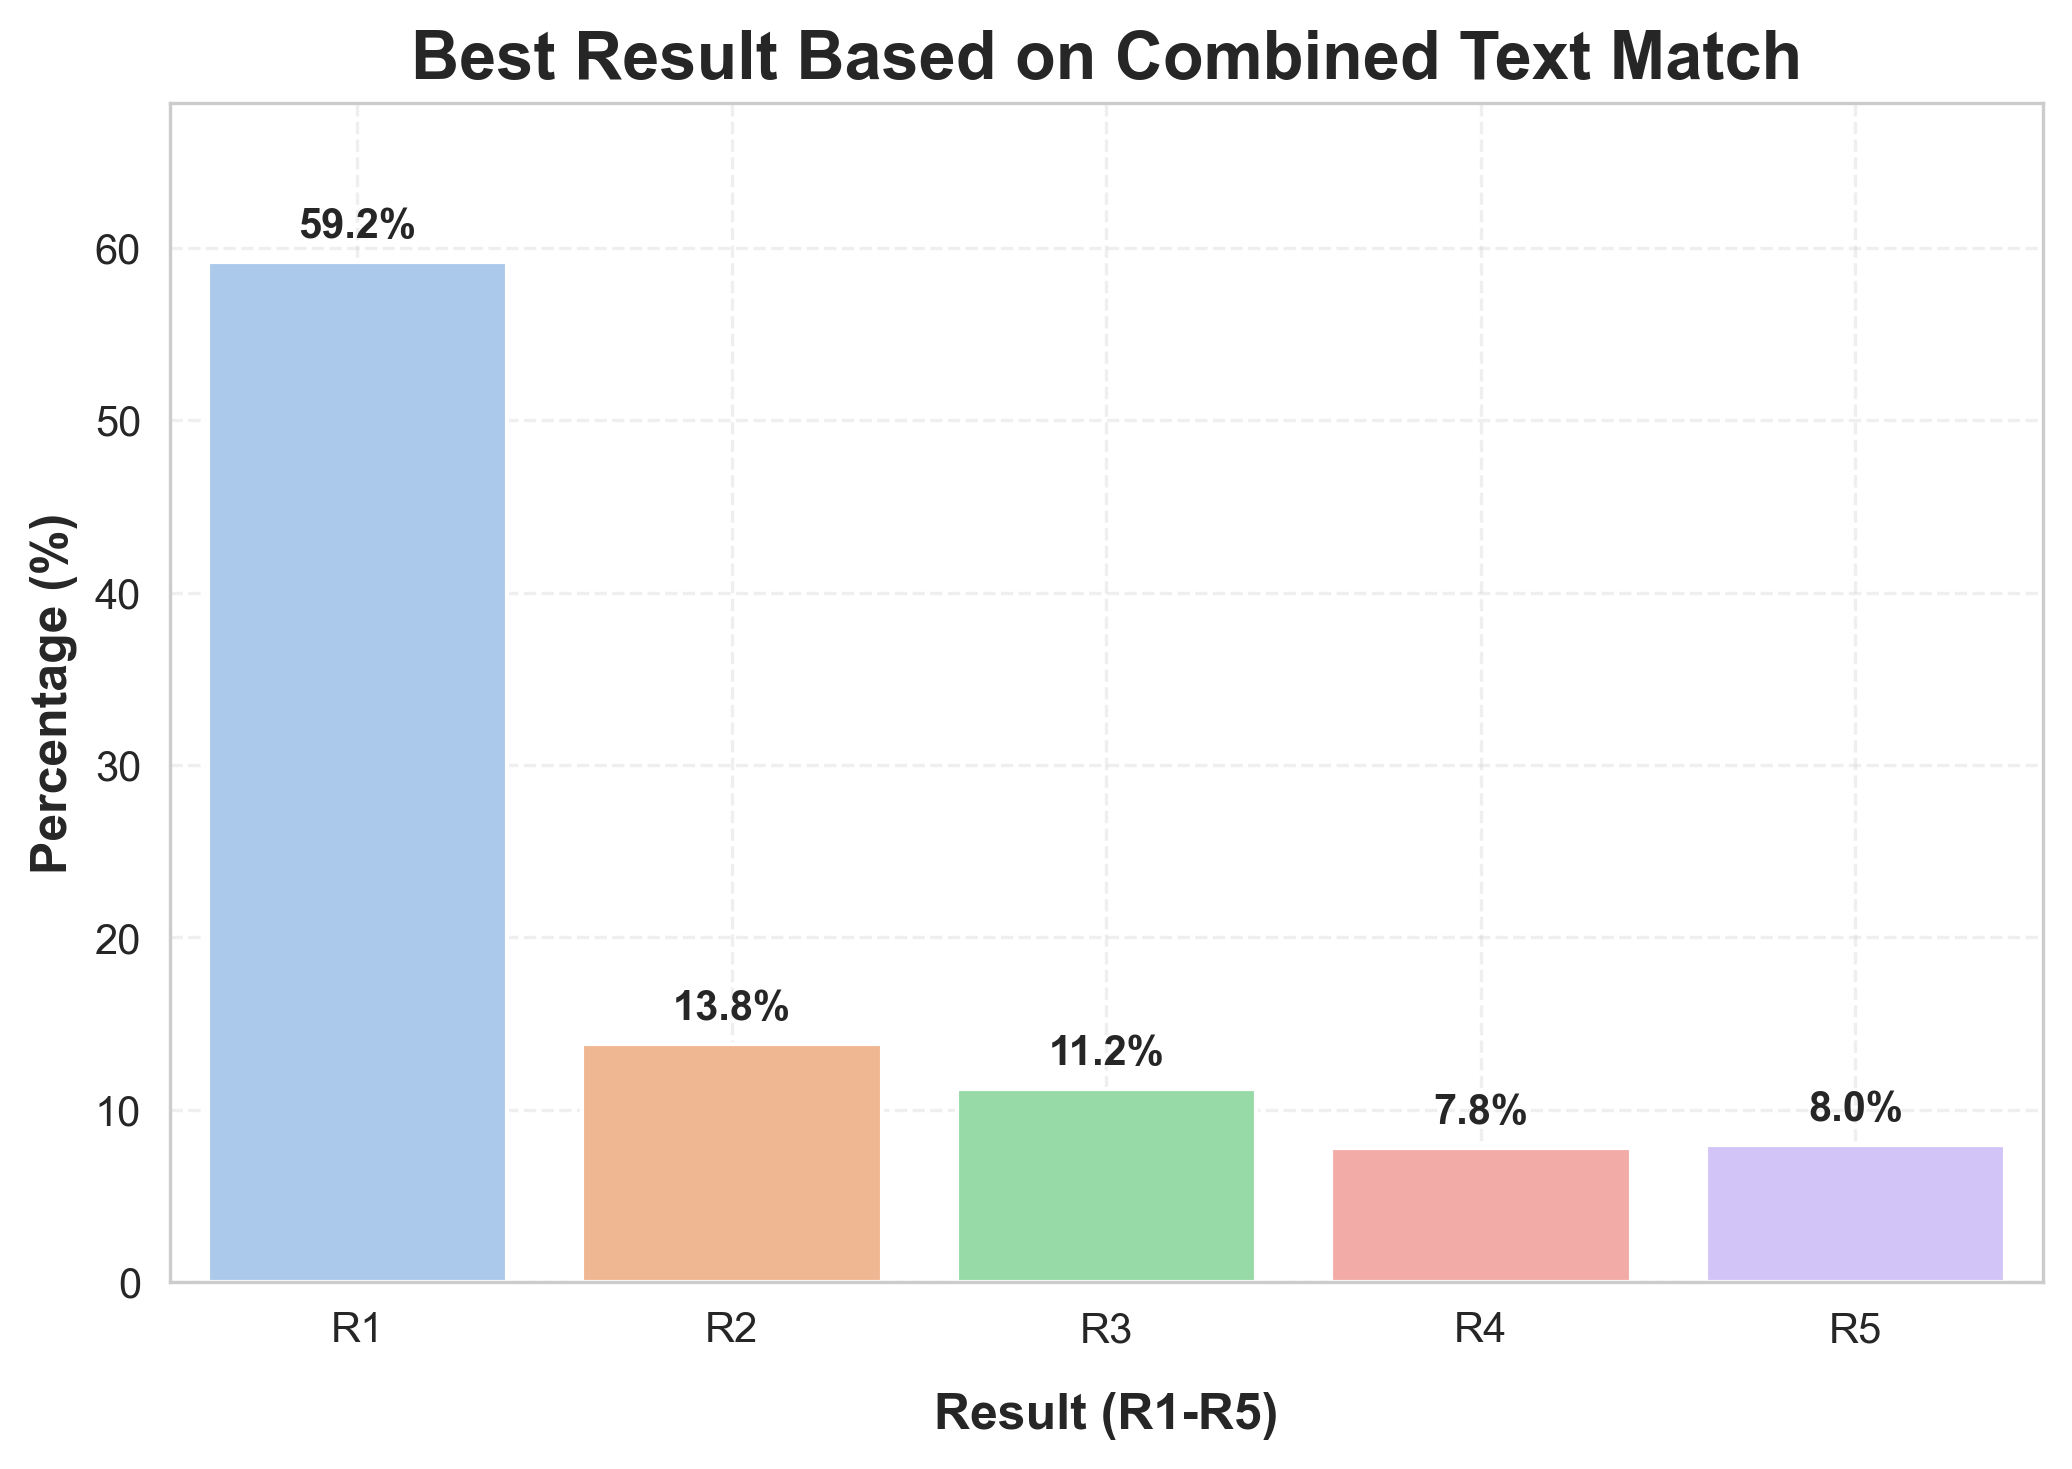 Best Result Based on Combined Text Match
Percentage (%)
60
50
40
30
20
10
0
59.2%
13.8%
11.2%
7.8%
8.0%
R1
R2
R3
R4
R5
Result (R1-R5)